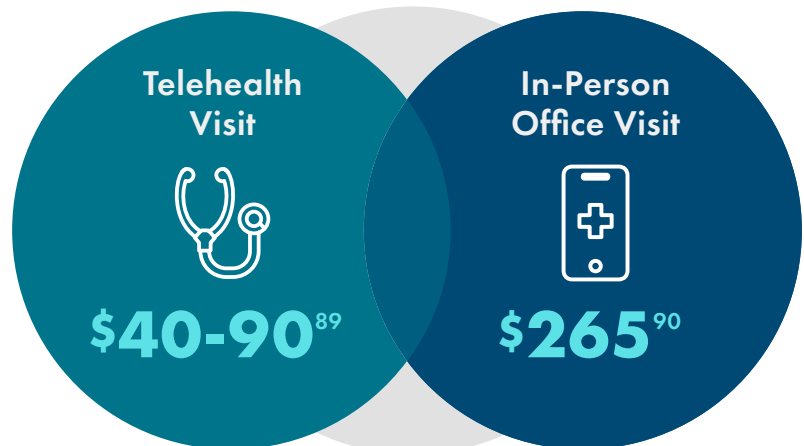 Telehealth
Visit
$40-90⁸⁹
In-Person
Office Visit
$265⁹⁰